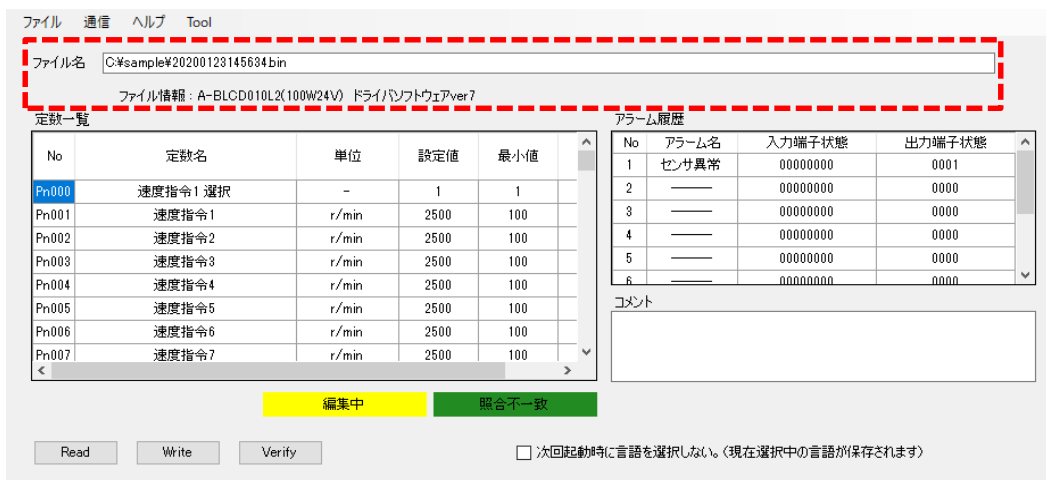 ファイル 通信 ヘルプ Tool
ファイル名 C:¥sample¥20200123145634.bin
ファイル情報:A-BLCD010L2(100W24V) ドライバソフトウェアver7
定数一覧
No 定数名 単位 設定値 最小値
Pn000 速度指令1 選択 - 1 1
Pn001 速度指令1 r/min 2500 100
Pn002 速度指令2 r/min 2500 100
Pn003 速度指令3 r/min 2500 100
Pn004 速度指令4 r/min 2500 100
Pn005 速度指令5 r/min 2500 100
Pn006 速度指令6 r/min 2500 100
Pn007 速度指令7 r/min 2500 100
アラーム履歴
No アラーム名 入力端子状態 出力端子状態
1 センサ異常 00000000 0001
2 ――― 00000000 0000
3 ――― 00000000 0000
4 ――― 00000000 0000
5 ――― 00000000 0000
6 ――― 00000000 0000
コメント
編集中 照合不一致
Read Write Verify
次回起動時に言語を選択しない。(現在選択中の言語が保存されます)